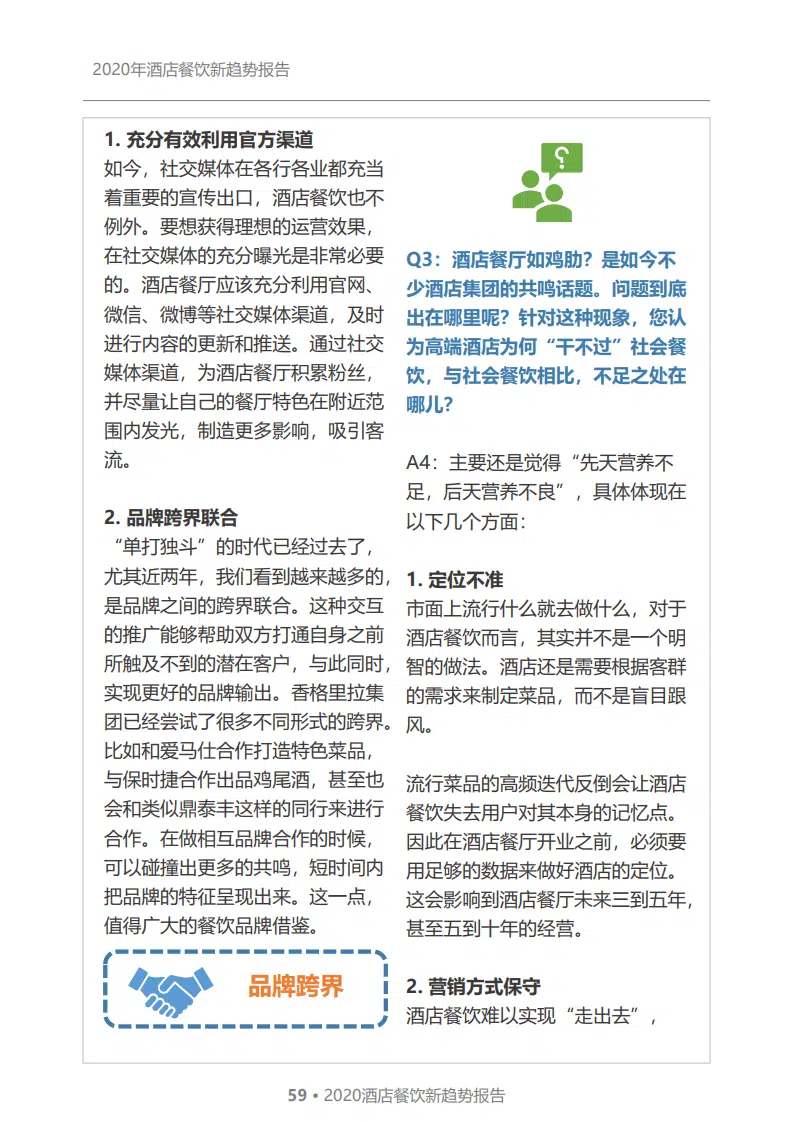 2020年酒店餐饮新趋势报告
1. 充分有效利用官方渠道
如今，社交媒体在各行各业都充当
着重要的宣传出口，酒店餐饮也不
例外。要想获得理想的运营效果，
在社交媒体的充分曝光是非常必要
的。酒店餐厅应该充分利用官网、
微信、微博等社交媒体渠道，及时
进行内容的更新和推送。通过社交
媒体渠道，为酒店餐厅积累粉丝，
并尽量让自己的餐厅特色在附近范
围内发光，制造更多影响，吸引客
流。
2. 品牌跨界联合
“单打独斗”的时代已经过去了，
尤其近两年，我们看到越来越多的，
是品牌之间的跨界联合。这种交互
的推广能够帮助双方打通自身之前
所触及不到的潜在客户，与此同时，
实现更好的品牌输出。香格里拉集
团已经尝试了很多不同形式的跨界。
比如和爱马仕合作打造特色菜品，
与保时捷合作出品鸡尾酒，甚至也
会和类似鼎泰丰这样的同行来进行
合作。在做相互品牌合作的时候，
可以碰撞出更多的共鸣，短时间内
把品牌的特征呈现出来。这一点，
值得广大的餐饮品牌借鉴。
品牌跨界
?
Q3：酒店餐厅如鸡肋？是如今不
少酒店集团的共鸣话题。问题到底
出在哪里呢？针对这种现象，您认
为高端酒店为何“干不过”社会餐
饮，与社会餐饮相比，不足之处在
哪儿？
A4：主要还是觉得“先天营养不
足，后天营养不良”，具体体现在
以下几个方面：
1. 定位不准
市面上流行什么就去做什么，对于
酒店餐饮而言，其实并不是一个明
智的做法。酒店还是需要根据客群
的需求来制定菜品，而不是盲目跟
风。
流行菜品的高频迭代反倒会让酒店
餐饮失去用户对其本身的记忆点。
因此在酒店餐厅开业之前，必须要
用足够的数据来做好酒店的定位。
这会影响到酒店餐厅未来三到五年，
甚至五到十年的经营。
2. 营销方式保守
酒店餐饮难以实现“走出去”，
59 • 2020酒店餐饮新趋势报告